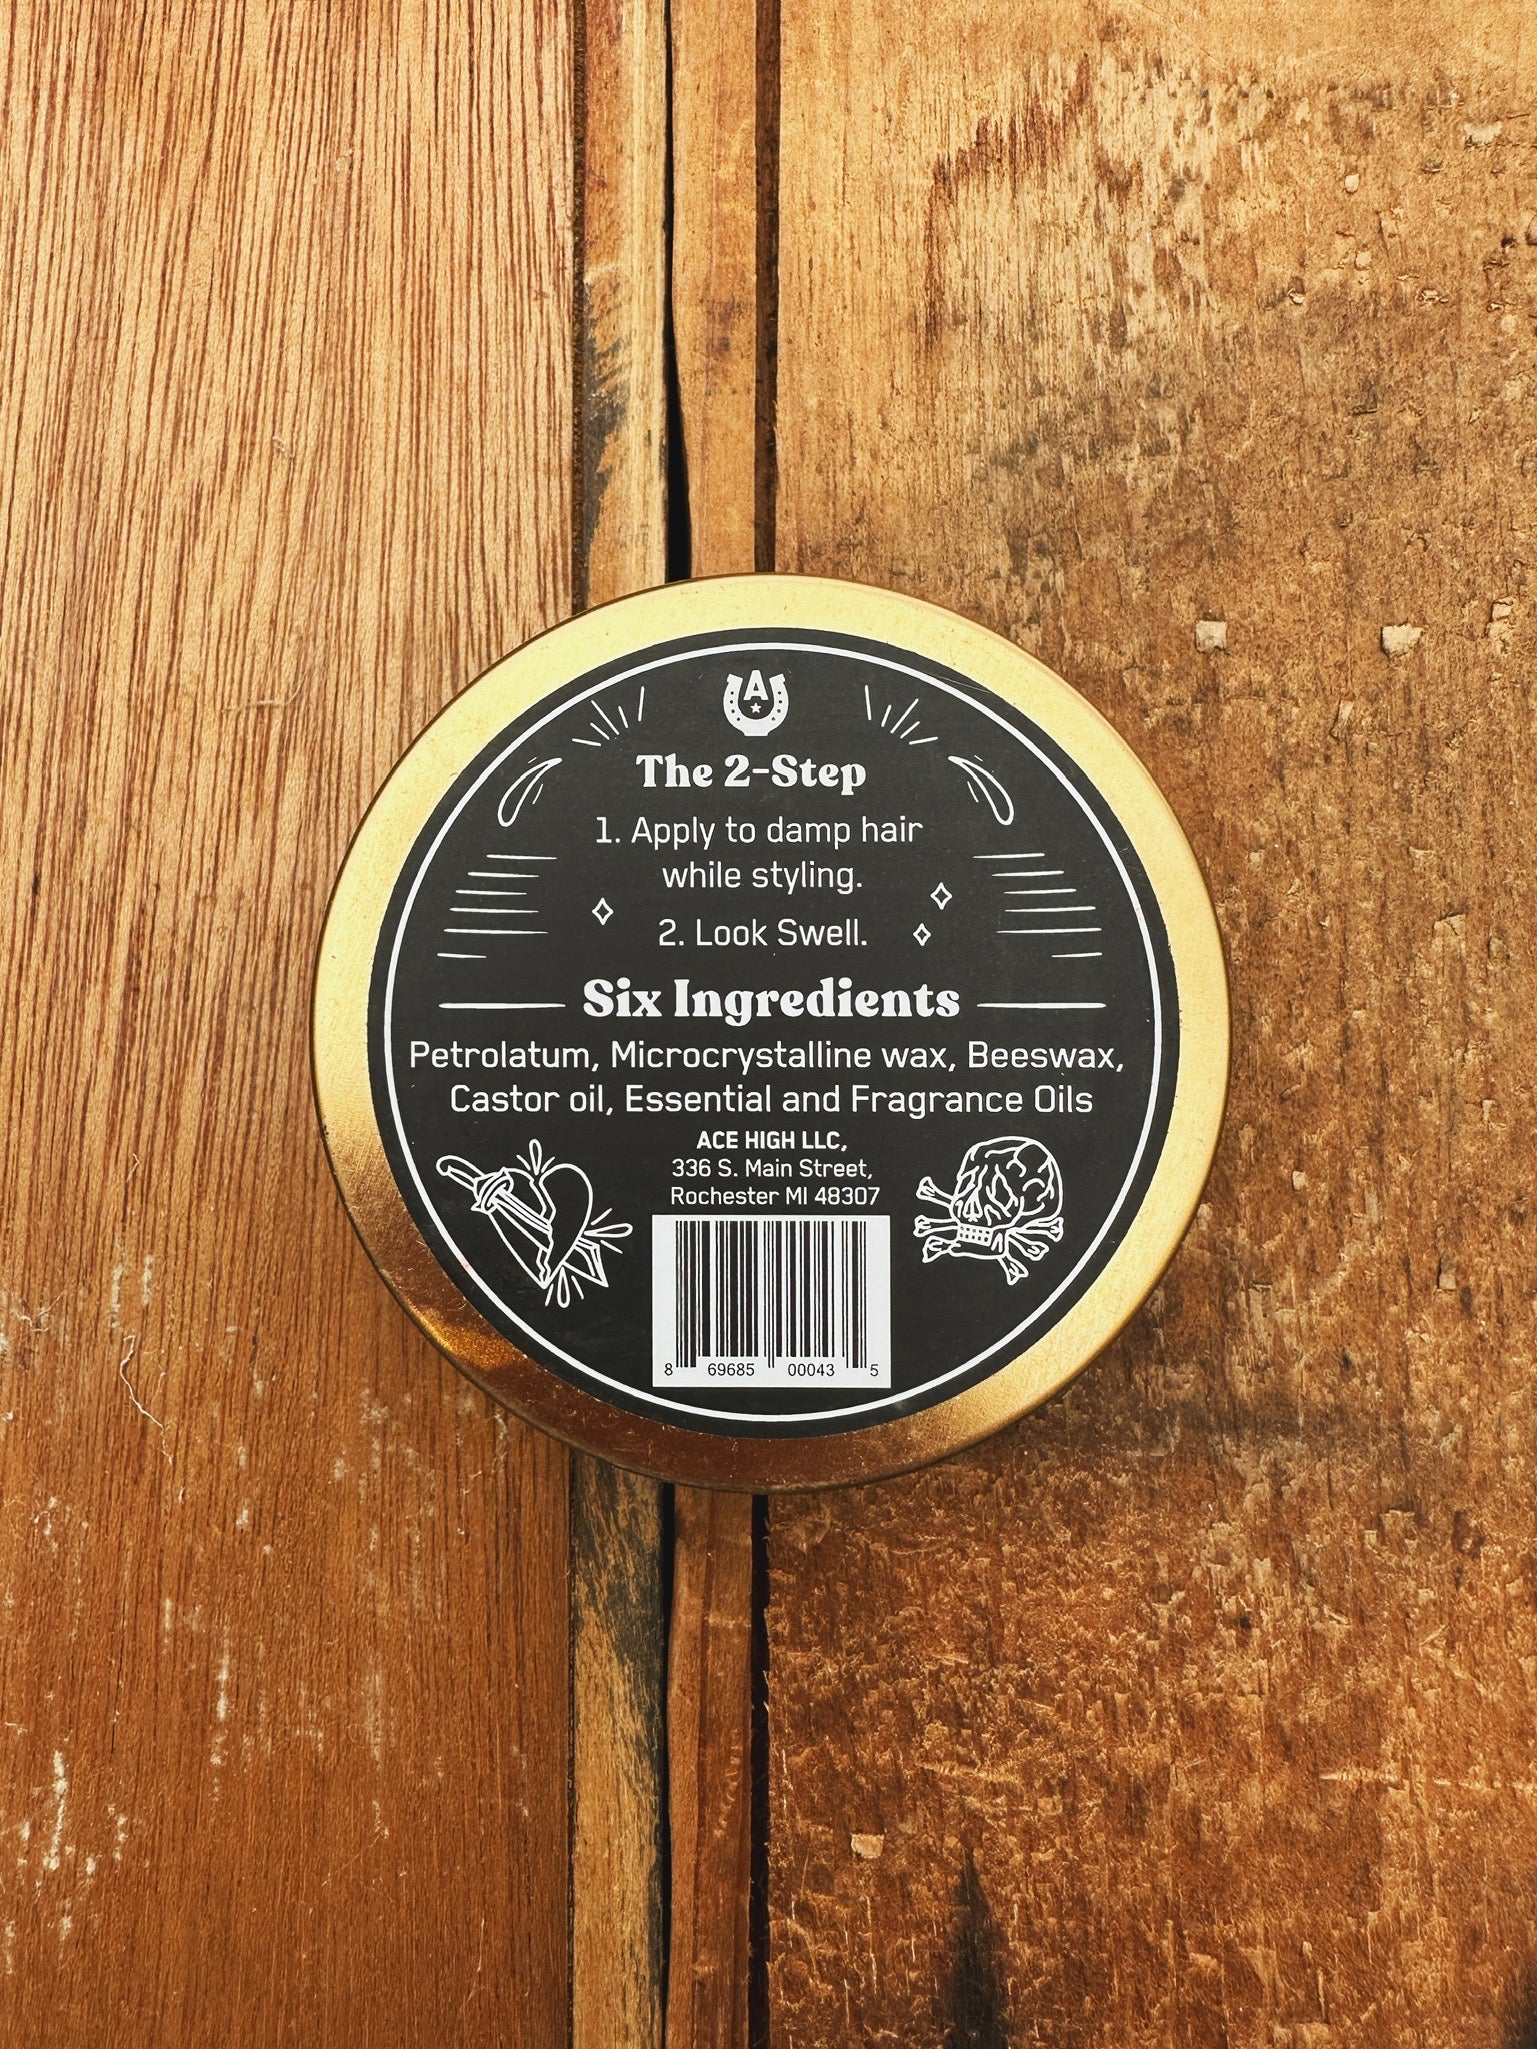 A
The 2-Step
1. Apply to damp hair
while styling.
2. Look Swell.
Six Ingredients
Petrolatum, Microcrystalline wax, Beeswax,
Castor oil, Essential and Fragrance Oils
ACE HIGH LLC,
336 S. Main Street,
Rochester MI 48307
8 69685 00043 5